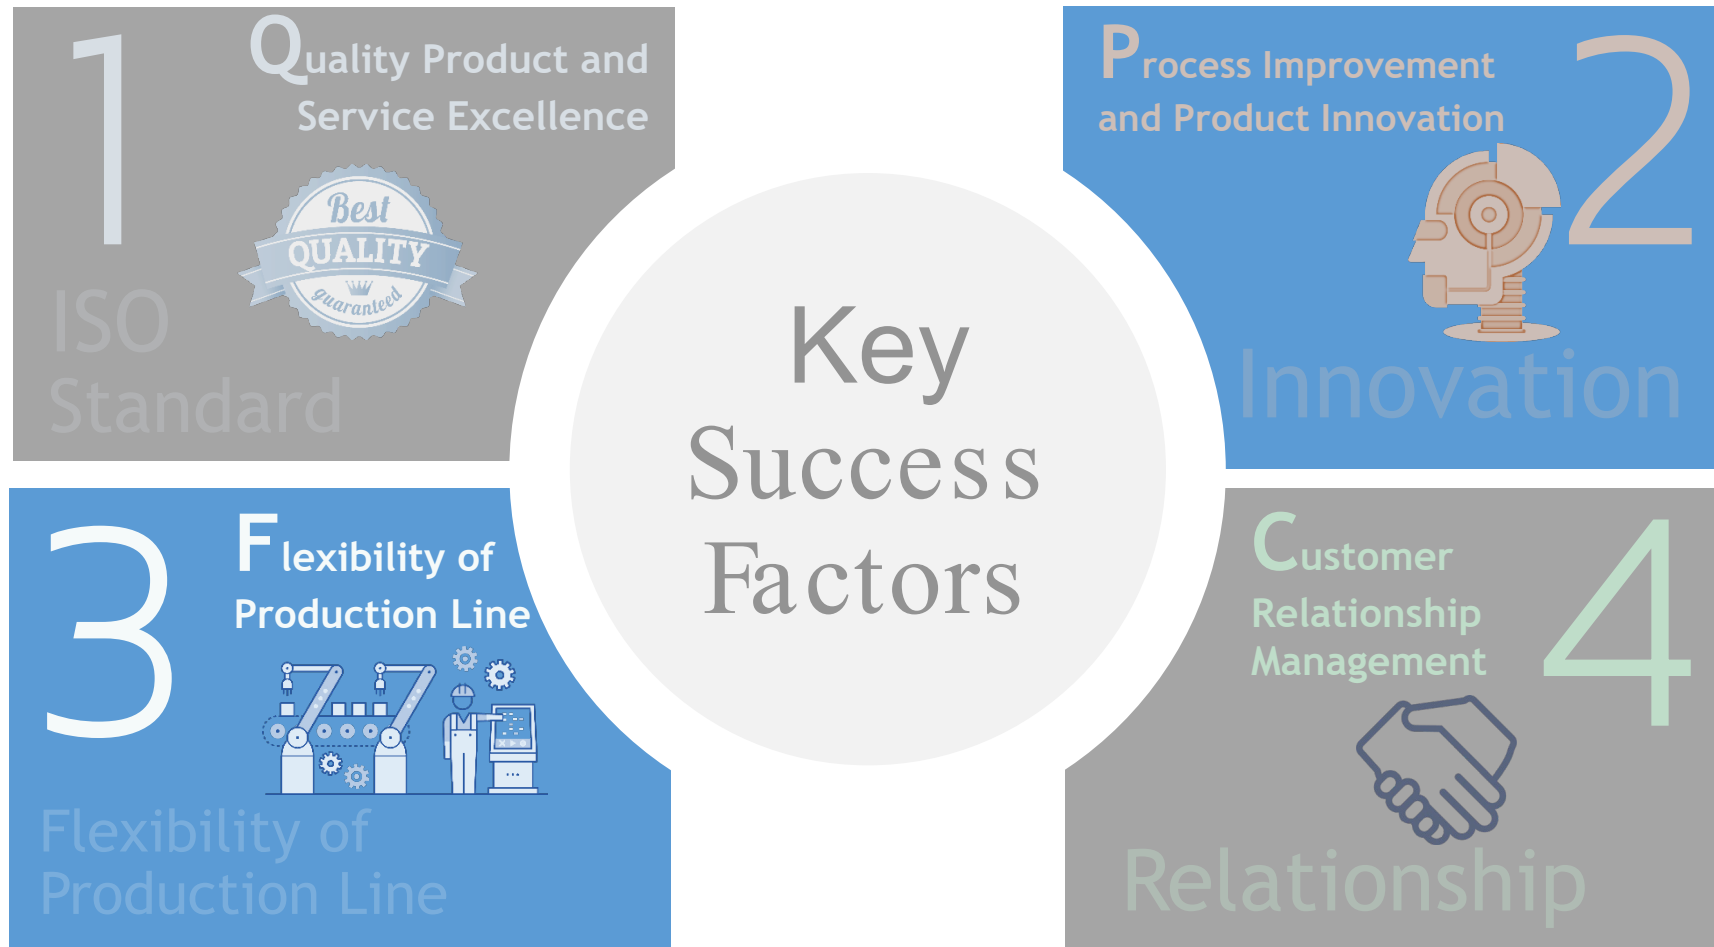 1
Quality Product and
Service Excellence
Best
QUALITY
guaranteed
ISO
Standard
2
Process Improvement
and Product Innovation
Innovation
Key
Success
Factors
3
Flexibility of
Production Line
Flexibility of
Production Line
4
Customer
Relationship
Management
Relationship